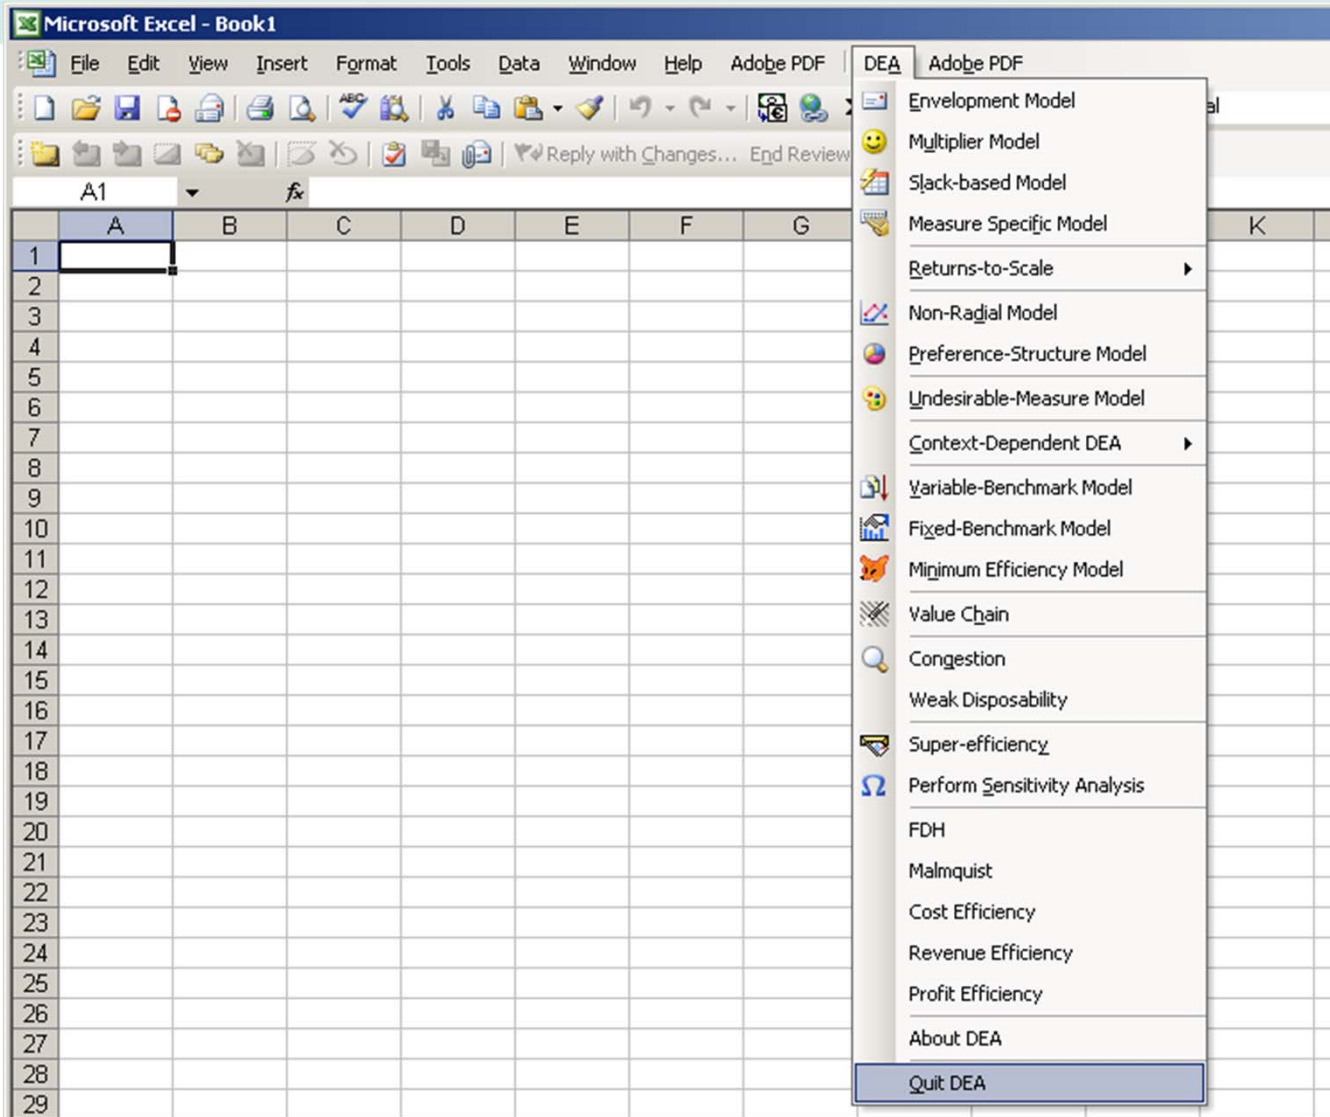 Microsoft Excel - Book1
File Edit View Insert Format Tools Data Window Help Adobe PDF DEA Adobe PDF
Reply with Changes... End Review
A1 fx
A B C D E F G K
1
2
3
4
5
6
7
8
9
10
11
12
13
14
15
16
17
18
19
20
21
22
23
24
25
26
27
28
29
Envelopment Model
Multiplier Model
Slack-based Model
Measure Specific Model
Returns-to-Scale
Non-Radial Model
Preference-Structure Model
Undesirable-Measure Model
Context-Dependent DEA
Variable-Benchmark Model
Fixed-Benchmark Model
Minimum Efficiency Model
Value Chain
Congestion
Weak Disposability
Super-efficiency
Perform Sensitivity Analysis
FDH
Malmquist
Cost Efficiency
Revenue Efficiency
Profit Efficiency
About DEA
Quit DEA